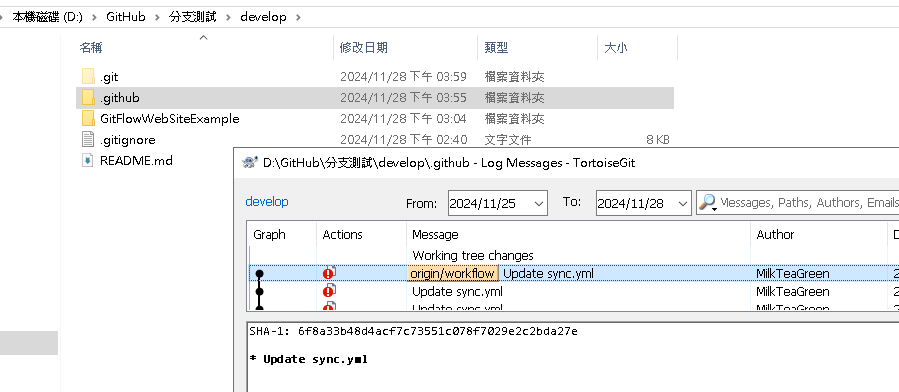 本機磁碟 (D:) > GitHub > 分支測試 > develop >
名稱 修改日期 類型 大小
.git 2024/11/28 下午 03:59 檔案資料夾
.github 2024/11/28 下午 03:55 檔案資料夾
GitFlowWebSiteExample 2024/11/28 下午 03:04 檔案資料夾
.gitignore 2024/11/28 下午 02:40 文字文件 8 KB
README.md
D:\GitHub\分支測試\develop\.github - Log Messages - TortoiseGit
develop From: 2024/11/25 To: 2024/11/28 Messages, Paths, Authors, Emails
Graph Actions Message Author D
Working tree changes
origin/workflow Update sync.yml MilkTeaGreen 2
Update sync.yml MilkTeaGreen 2
Update sync.yml MilkTeaGreen
SHA-1: 6f8a33b48d4acf7c73551c078f7029e2c2bda27e
* Update sync.yml